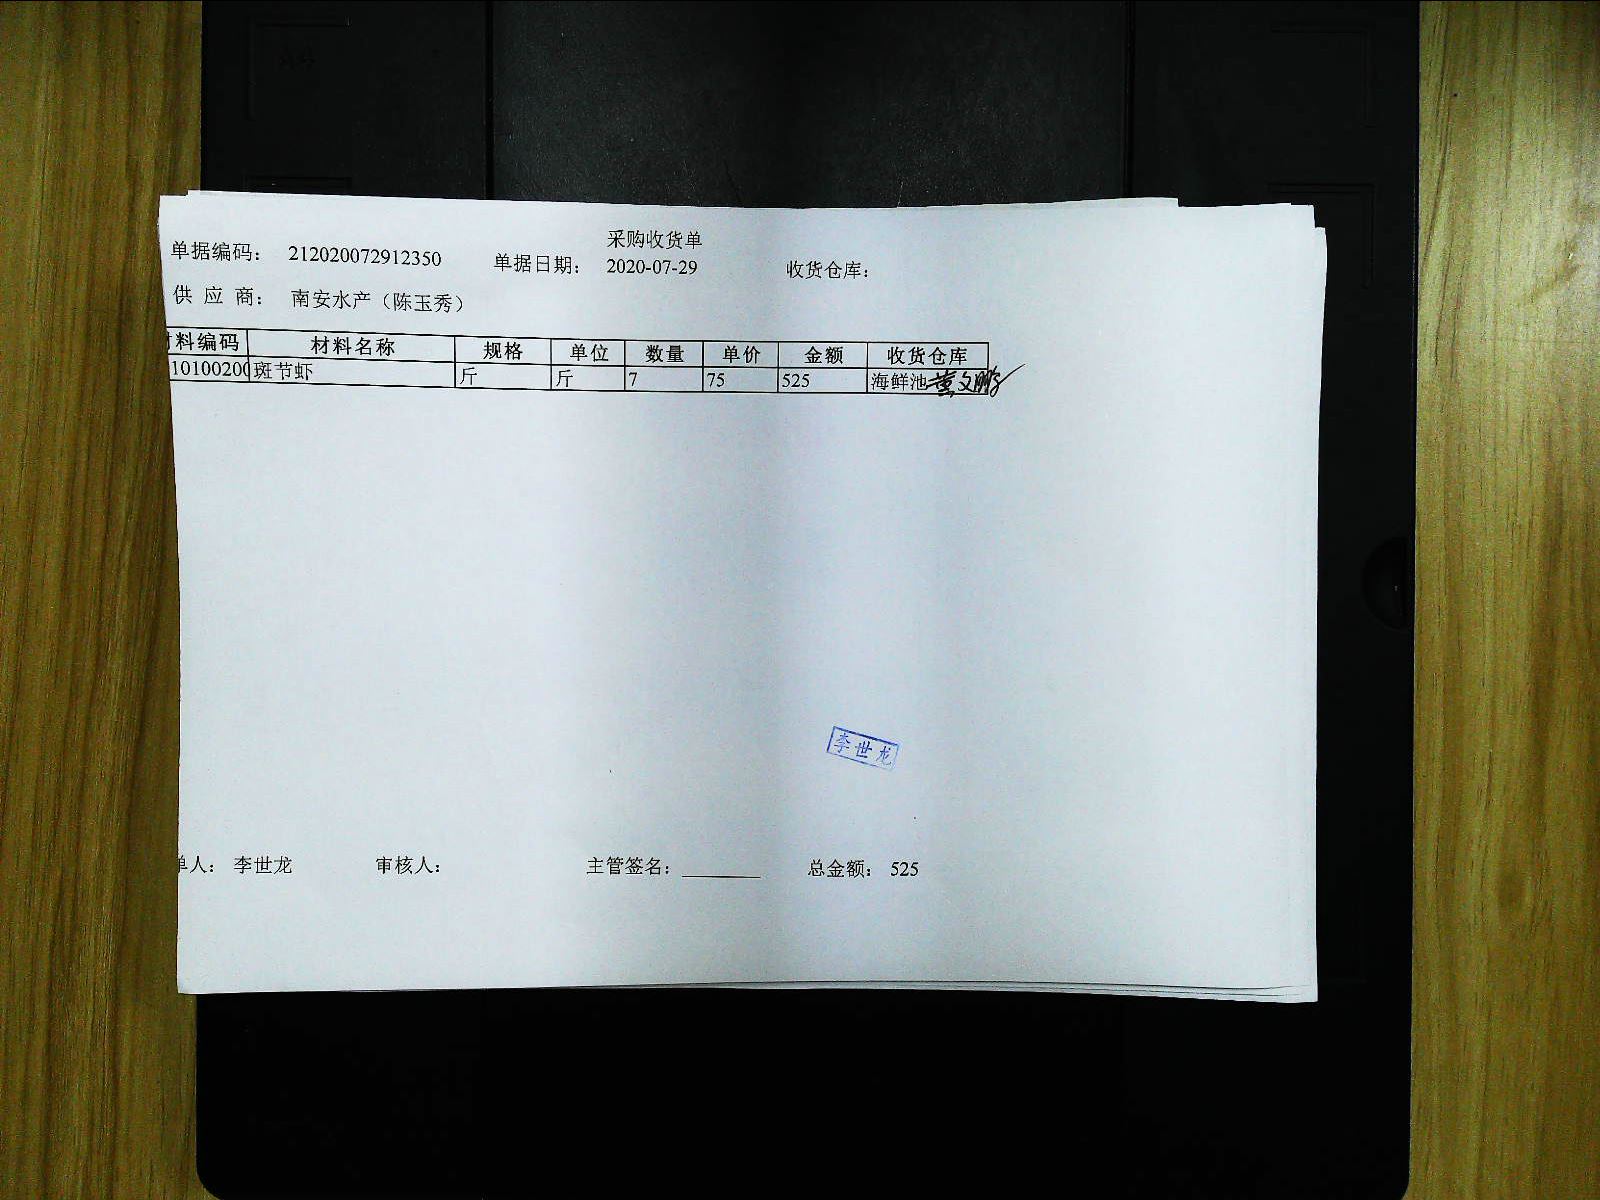 采购收货单
单据编码： 212020072912350 单据日期： 2020-07-29 收货仓库：
供 应 商： 南安水产（陈玉秀）
材料编码 材料名称 规格 单位 数量 单价 金额 收货仓库
10100200 斑节虾 斤 斤 7 75 525 海鲜池
李世龙
单人： 李世龙 审核人： 主管签名： 总金额： 525